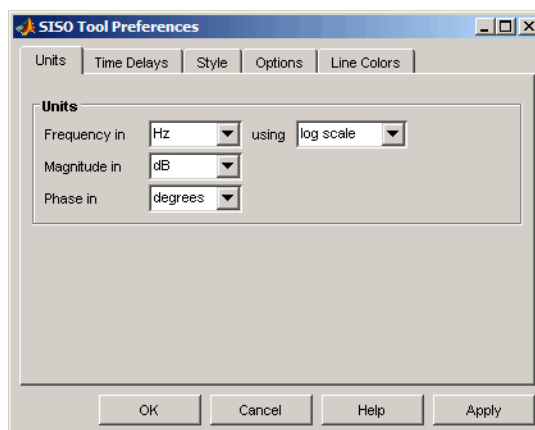 SISO Tool Preferences
Units Time Delays Style Options Line Colors
Units
Frequency in Hz using log scale
Magnitude in dB
Phase in degrees
OK Cancel Help Apply